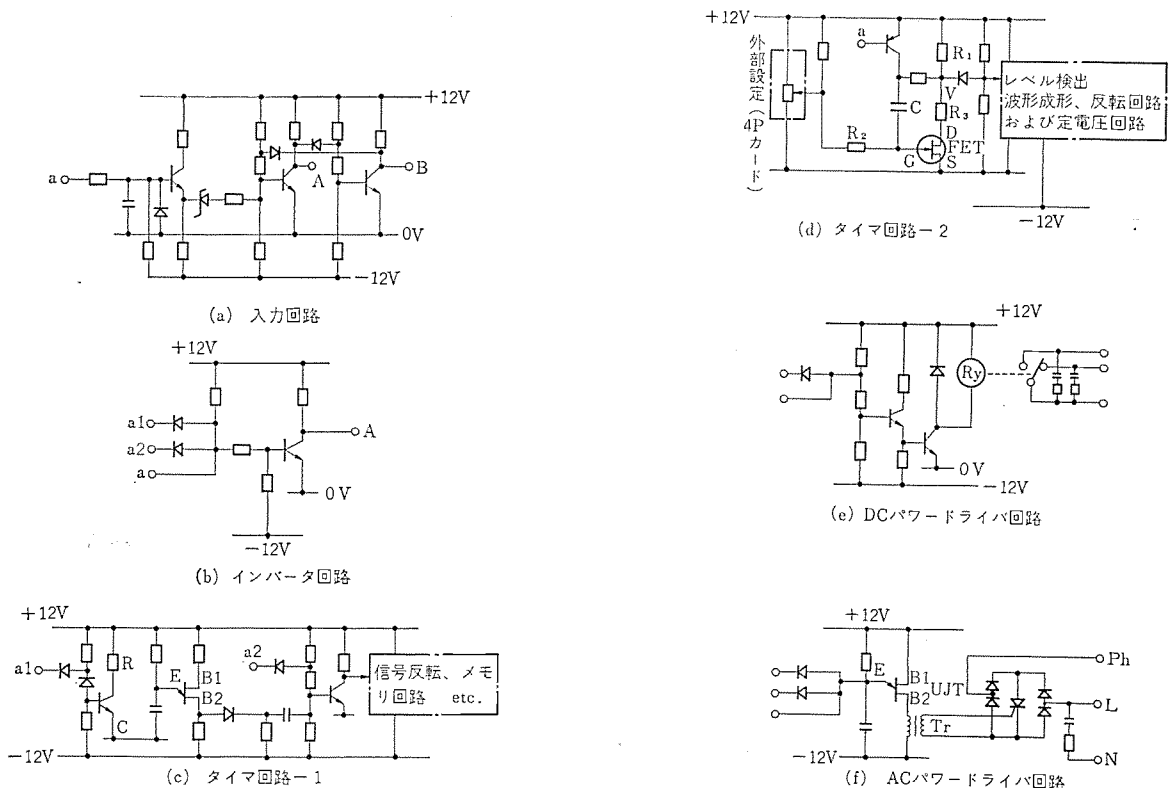 +12V
a
A
B
0V
-12V
(a) 入力回路
+12V
a1
a2
a
A
0V
-12V
(b) インバータ回路
+12V
a1
R
C
E
B1
B2
a2
信号反転、メモ
リ回路 etc.
-12V
(c) タイマ回路-1
+12V
外部設定(4Pカード)
a
R2
C
R1
V
R3
D
FET
G
S
レベル検出
波形成形、反転回路
および定電圧回路
-12V
(d) タイマ回路-2
+12V
Ry
0V
-12V
(e) DCパワードライバ回路
+12V
E
B1
UJT
B2
Tr
Ph
L
N
-12V
(f) ACパワードライバ回路